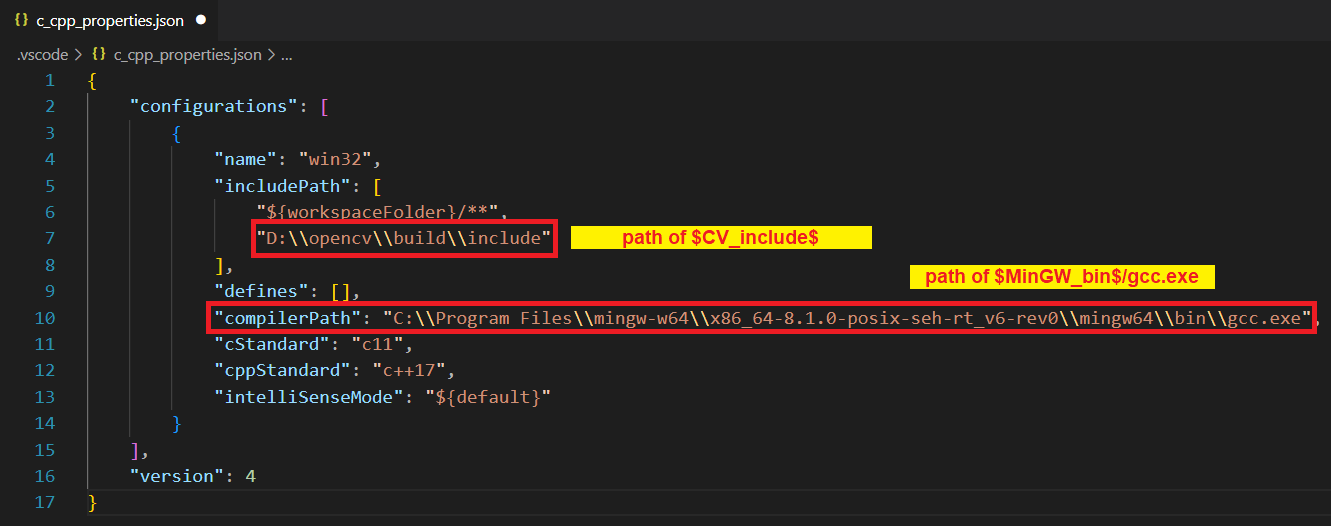 {} c_cpp_properties.json ●
.vscode > {} c_cpp_properties.json > ...
1 {
2 "configurations": [
3 {
4 "name": "win32",
5 "includePath": [
6 "${workspaceFolder}/**",
7 "D:\\opencv\\build\\include" path of $CV_include$
8 ],
path of $MinGW_bin$/gcc.exe
9 "defines": [],
10 "compilerPath": "C:\\Program Files\\mingw-w64\\x86_64-8.1.0-posix-seh-rt_v6-rev0\\mingw64\\bin\\gcc.exe",
11 "cStandard": "c11",
12 "cppStandard": "c++17",
13 "intelliSenseMode": "${default}"
14 }
15 ],
16 "version": 4
17 }